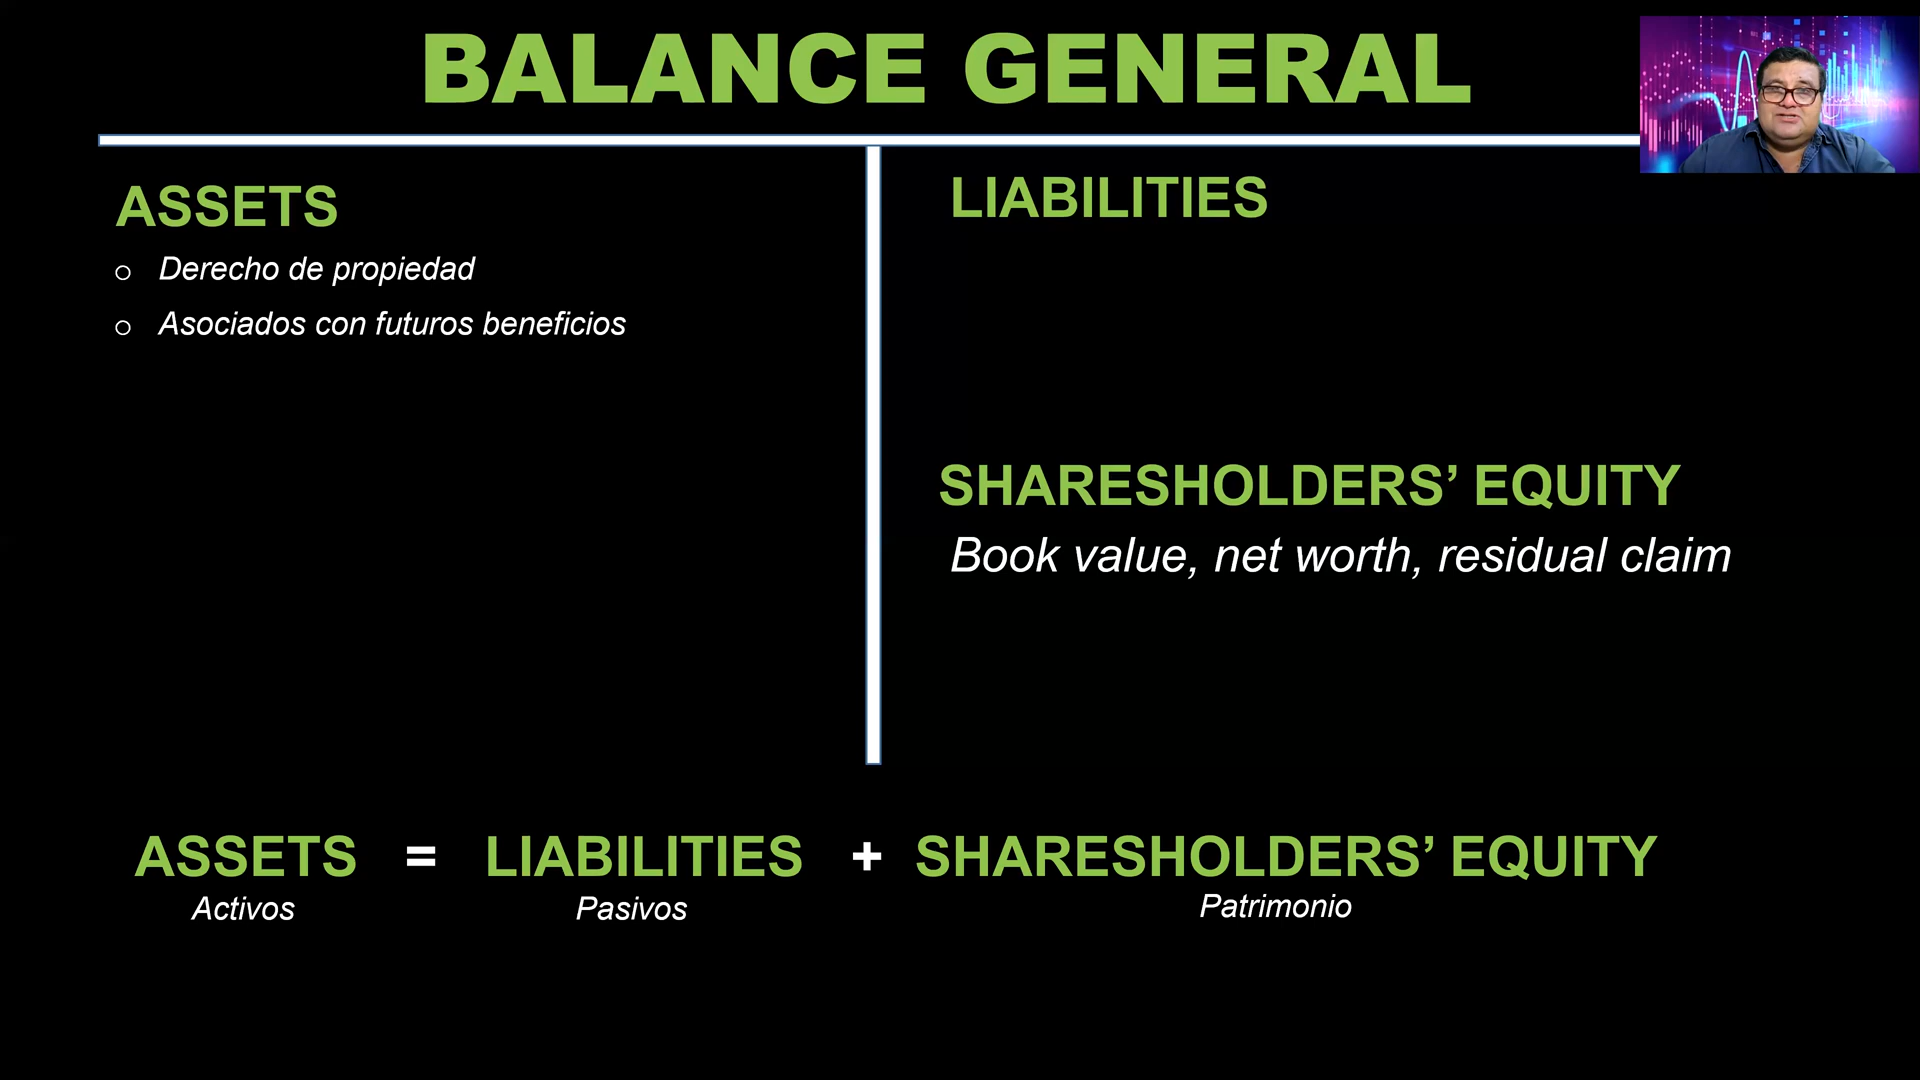 BALANCE GENERAL
ASSETS
o Derecho de propiedad
o Asociados con futuros beneficios
LIABILITIES
SHARESHOLDERS’ EQUITY
Book value, net worth, residual claim
ASSETS = LIABILITIES + SHARESHOLDERS’ EQUITY
Activos Pasivos Patrimonio